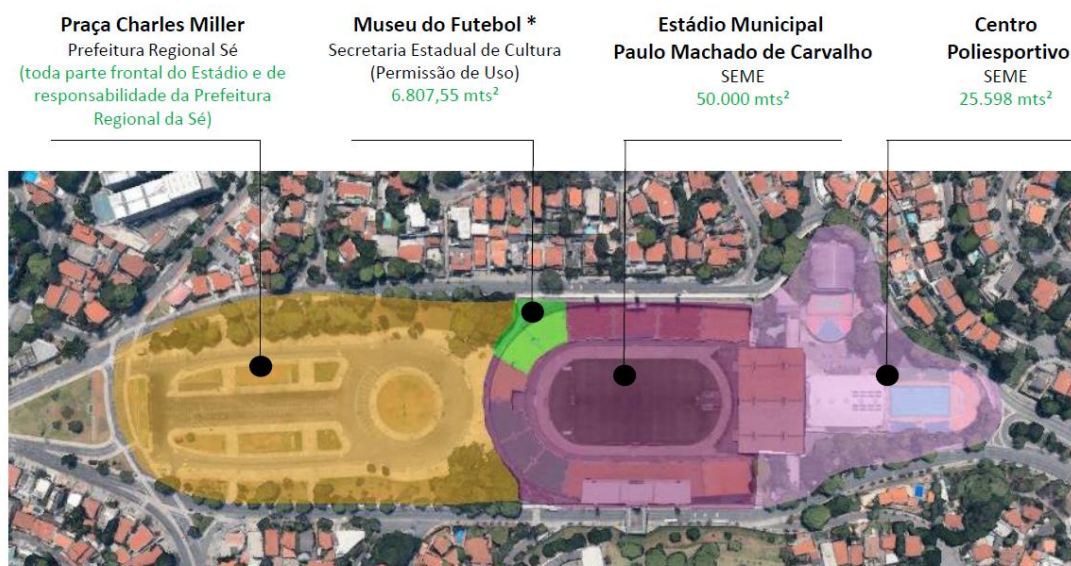 Praça Charles Miller
Prefeitura Regional Sé
(toda parte frontal do Estádio e de
responsabilidade da Prefeitura
Regional da Sé)
Museu do Futebol *
Secretaria Estadual de Cultura
(Permissão de Uso)
6.807,55 mts²
Estádio Municipal
Paulo Machado de Carvalho
SEME
50.000 mts²
Centro
Poliesportivo
SEME
25.598 mts²